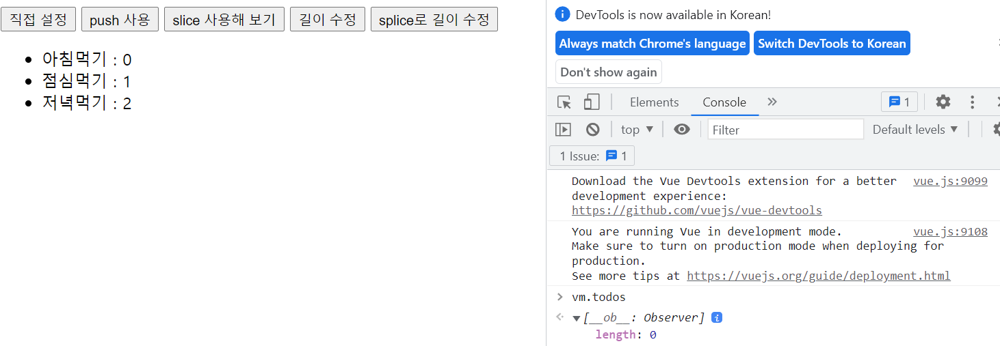 직접 설정 push 사용 slice 사용해 보기 길이 수정 splice로 길이 수정
아침먹기 : 0
점심먹기 : 1
저녁먹기 : 2
DevTools is now available in Korean!
Always match Chrome's language Switch DevTools to Korean
Don't show again
Elements Console 1
top Filter Default levels
1 Issue: 1
Download the Vue Devtools extension for a better vue.js:9099
development experience:
https://github.com/vuejs/vue-devtools
You are running Vue in development mode. vue.js:9108
Make sure to turn on production mode when deploying for
production.
See more tips at https://vuejs.org/guide/deployment.html
vm.todos
[__ob__: Observer]
length: 0